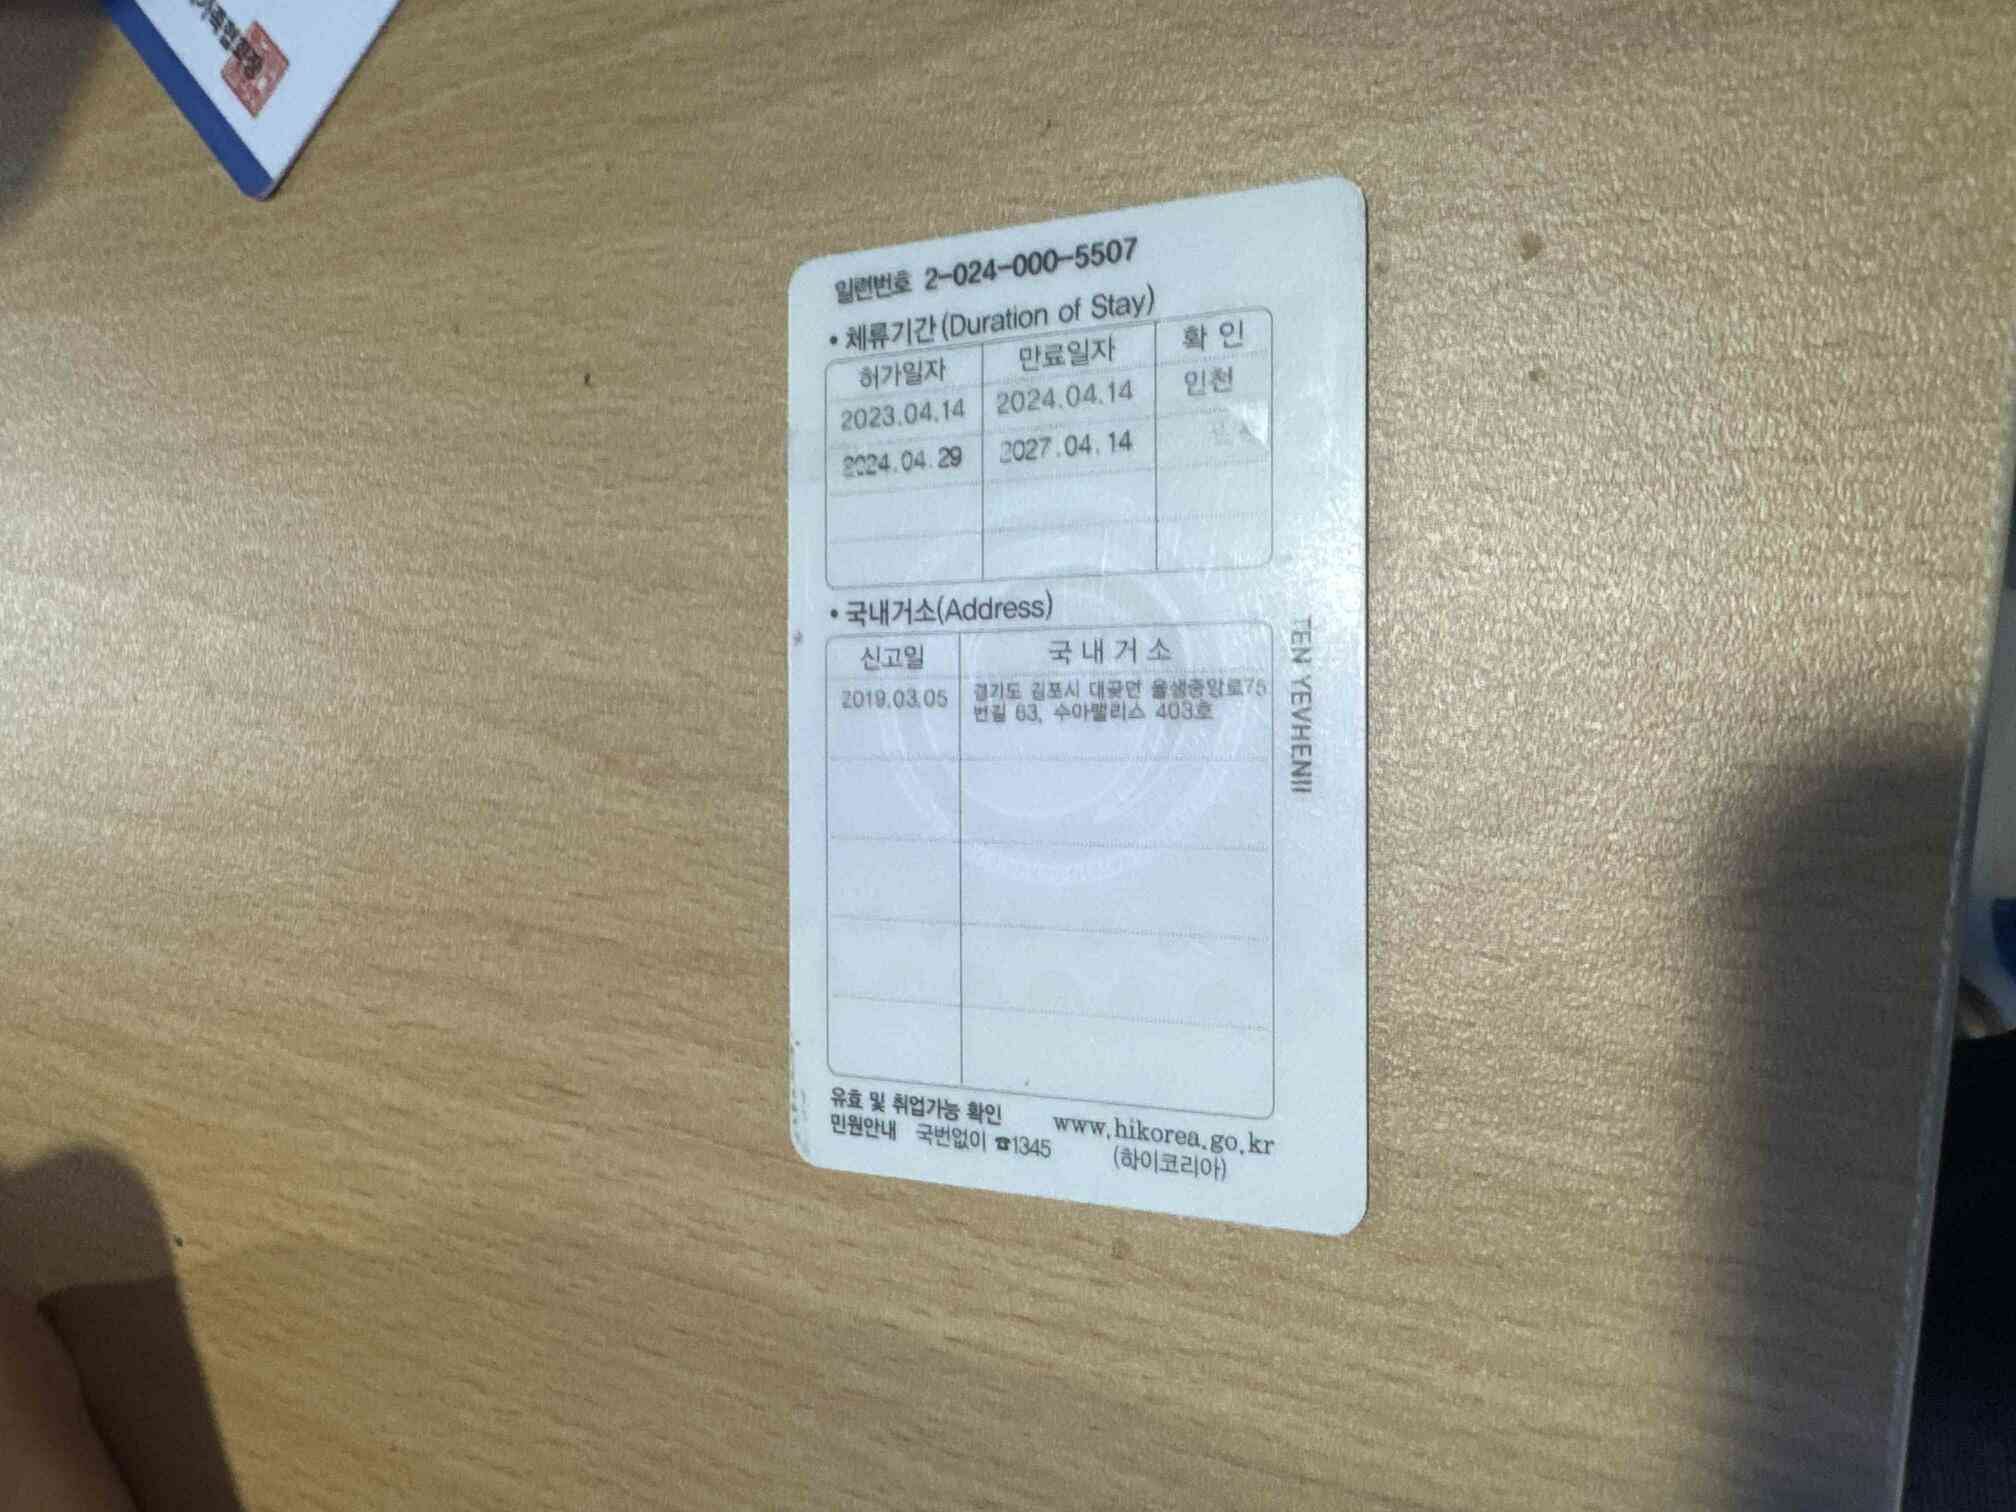 일련번호 2-024-000-5507
• 체류기간(Duration of Stay)
허가일자 만료일자 확 인
2023.04.14 2024.04.14 인천
2024.04.29 2027.04.14
• 국내거소(Address)
신고일 국 내 거 소
2019.03.05 경기도 김포시 대곶면 율생중앙로75
번길 63, 수아밸리스 403호
TEN YEVHENII
유효 및 취업가능 확인 www.hikorea.go.kr
민원안내 국번없이 ☎1345 (하이코리아)